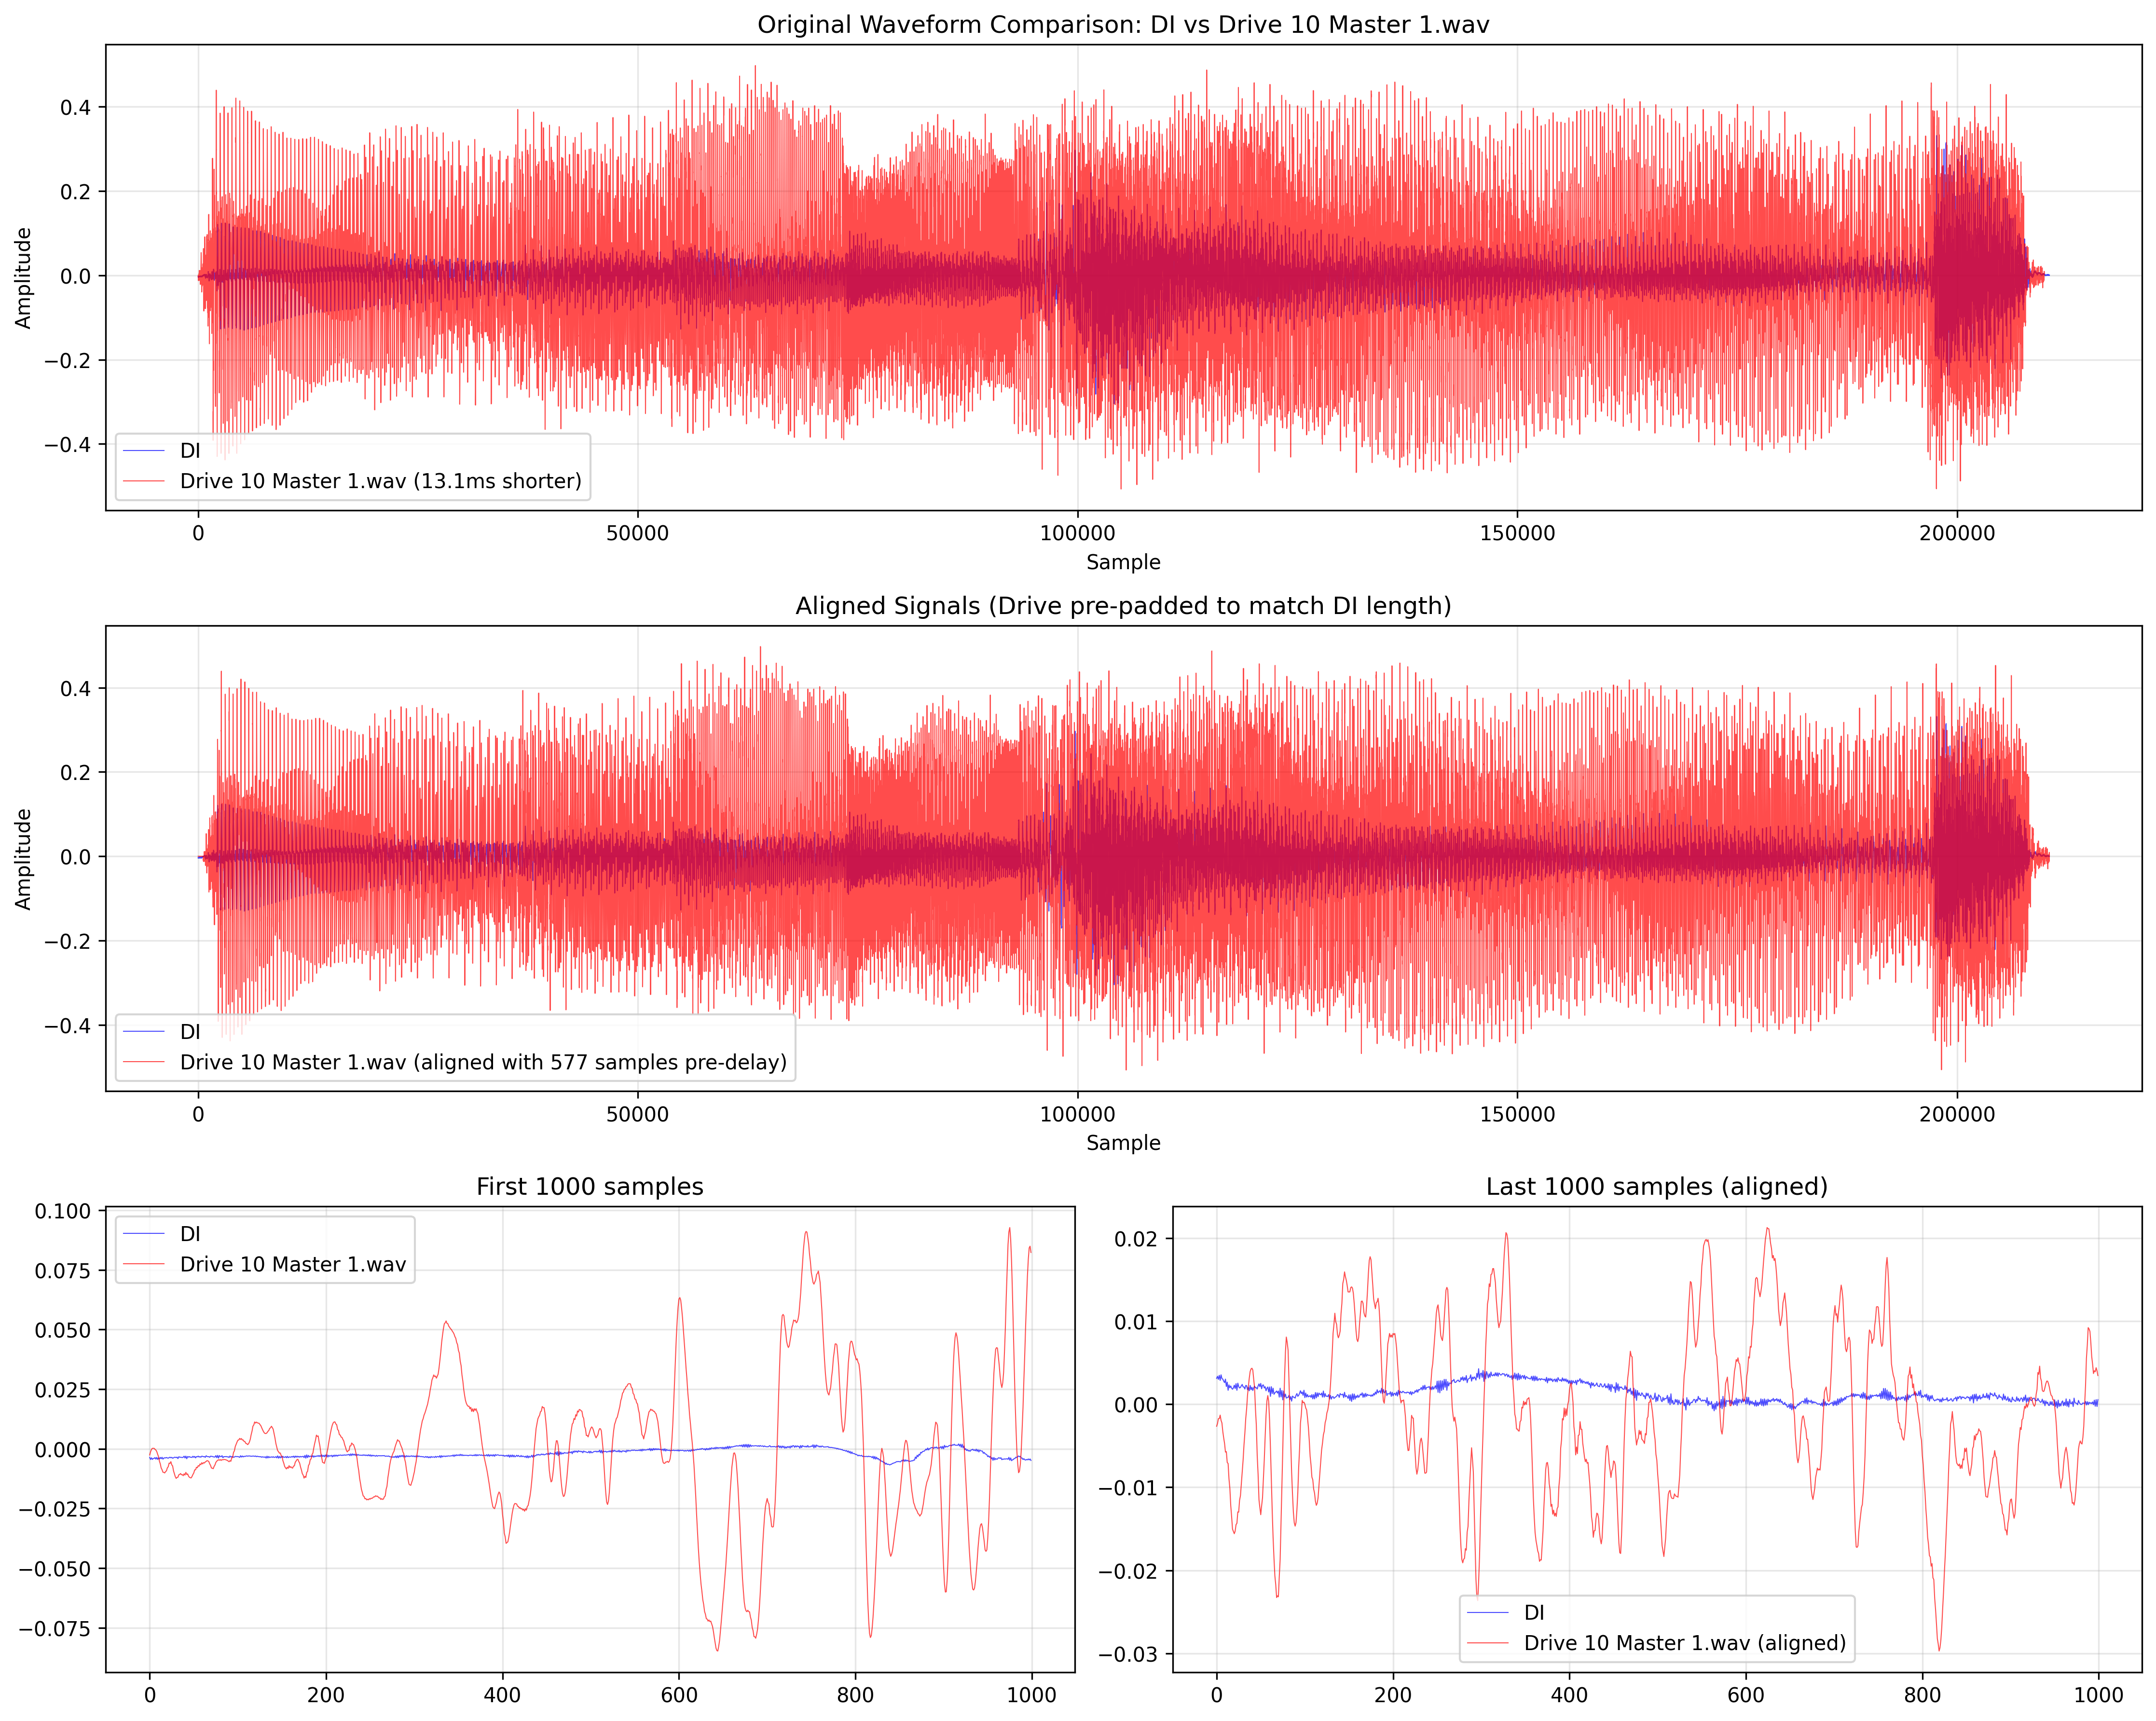 Original Waveform Comparison: DI vs Drive 10 Master 1.wav
Amplitude
0.4
0.2
0.0
−0.2
−0.4
DI
Drive 10 Master 1.wav (13.1ms shorter)
0 50000 100000 150000 200000
Sample
Aligned Signals (Drive pre-padded to match DI length)
Amplitude
0.4
0.2
0.0
−0.2
−0.4
DI
Drive 10 Master 1.wav (aligned with 577 samples pre-delay)
0 50000 100000 150000 200000
Sample
First 1000 samples
0.100
0.075
0.050
0.025
0.000
−0.025
−0.050
−0.075
DI
Drive 10 Master 1.wav
0 200 400 600 800 1000
Last 1000 samples (aligned)
0.02
0.01
0.00
−0.01
−0.02
−0.03
DI
Drive 10 Master 1.wav (aligned)
0 200 400 600 800 1000